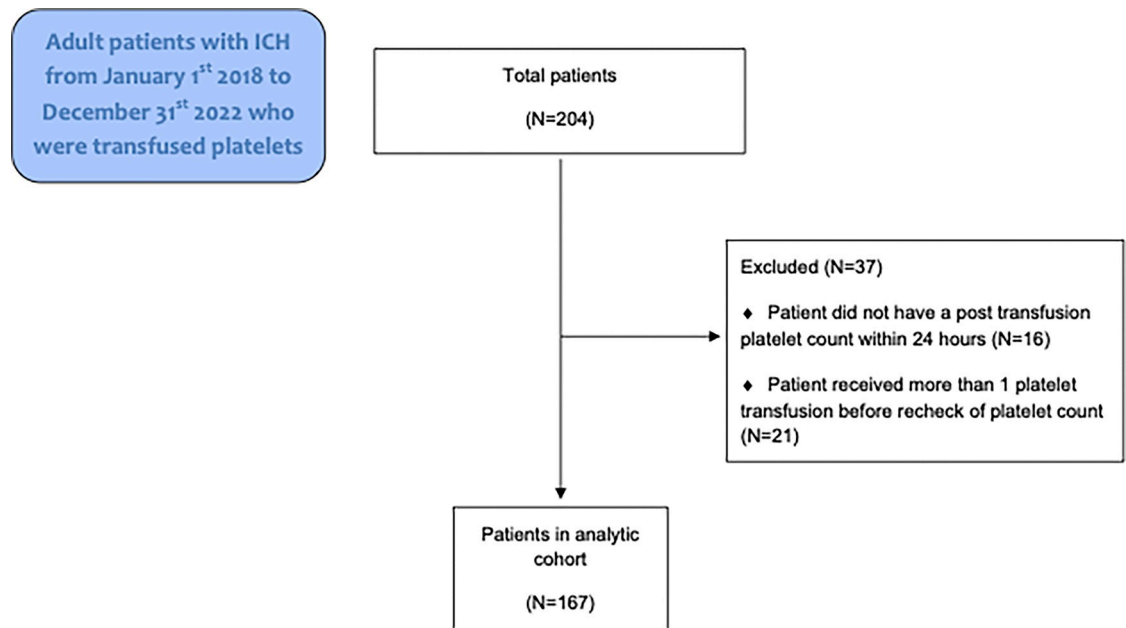 Adult patients with ICH
from January 1st 2018 to
December 31st 2022 who
were transfused platelets
Total patients
(N=204)
Excluded (N=37)
♦ Patient did not have a post transfusion
platelet count within 24 hours (N=16)
♦ Patient received more than 1 platelet
transfusion before recheck of platelet count
(N=21)
Patients in analytic
cohort
(N=167)